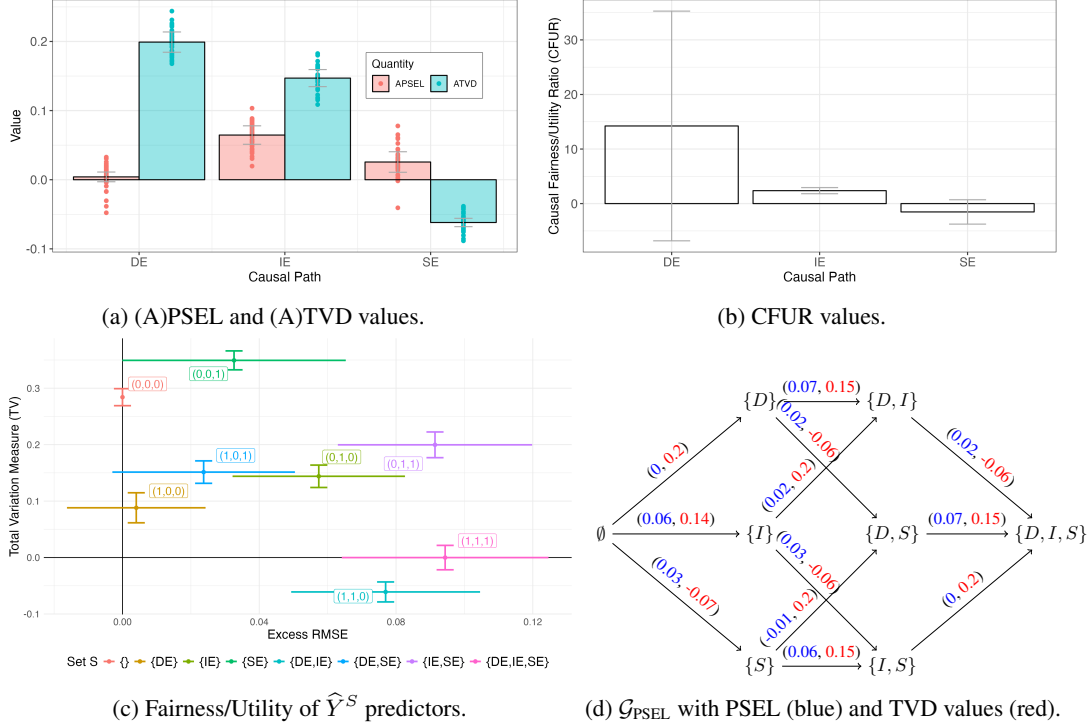 0.2
0.1
0.0
-0.1
Value
Quantity
APSEL
ATVD
DE
IE
SE
Causal Path
(a) (A)PSEL and (A)TVD values.
30
20
10
0
Causal Fairness/Utility Ratio (CFUR)
DE
IE
SE
Causal Path
(b) CFUR values.
0.3
0.2
0.1
0.0
-0.1
Total Variation Measure (TV)
(0,0,0)
(0,0,1)
(1,0,1)
(0,1,0)
(0,1,1)
(1,0,0)
(1,1,1)
(1,1,0)
0.00
0.04
0.08
0.12
Excess RMSE
Set S {} {DE} {IE} {SE} {DE,IE} {DE,SE} {IE,SE} {DE,IE,SE}
(c) Fairness/Utility of Ŷ^S predictors.
∅
{D}
{I}
{S}
{D, I}
{D, S}
{I, S}
{D, I, S}
(0, 0.2)
(0.06, 0.14)
(0.03, -0.07)
(0.07, 0.15)
(0.02, -0.06)
(0.02, 0.2)
(0.03, -0.06)
(-0.01, 0.2)
(0.06, 0.15)
(0.02, -0.06)
(0.07, 0.15)
(0, 0.2)
(d) 𝒢_PSEL with PSEL (blue) and TVD values (red).